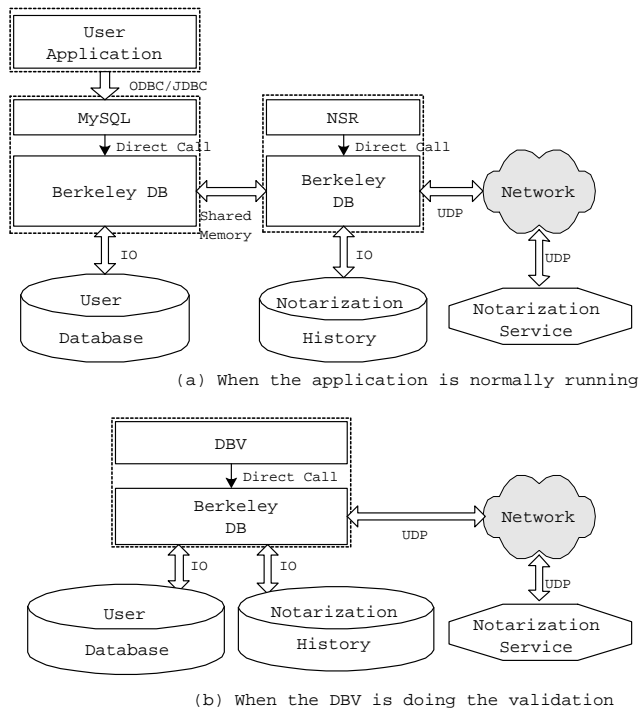 User
Application
ODBC/JDBC
MySQL
NSR
Direct Call
Direct Call
Berkeley DB
Berkeley
DB
Shared
Memory
UDP
Network
IO
IO
UDP
User
Database
Notarization
History
Notarization
Service
(a) When the application is normally running
DBV
Direct Call
Berkeley
DB
UDP
Network
IO
IO
UDP
User
Database
Notarization
History
Notarization
Service
(b) When the DBV is doing the validation